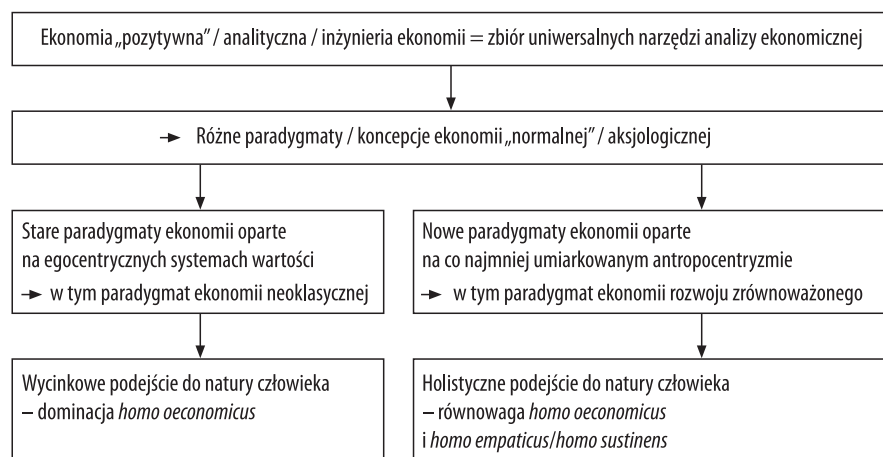 Ekonomia „pozytywna” / analityczna / inżynieria ekonomii = zbiór uniwersalnych narzędzi analizy ekonomicznej
→ Różne paradygmaty / koncepcje ekonomii „normalnej” / aksjologicznej
Stare paradygmaty ekonomii oparte
na egocentrycznych systemach wartości
→ w tym paradygmat ekonomii neoklasycznej
Nowe paradygmaty ekonomii oparte
na co najmniej umiarkowanym antropocentryzmie
→ w tym paradygmat ekonomii rozwoju zrównoważonego
Wycinkowe podejście do natury człowieka
– dominacja homo oeconomicus
Holistyczne podejście do natury człowieka
– równowaga homo oeconomicus
i homo empaticus/homo sustinens